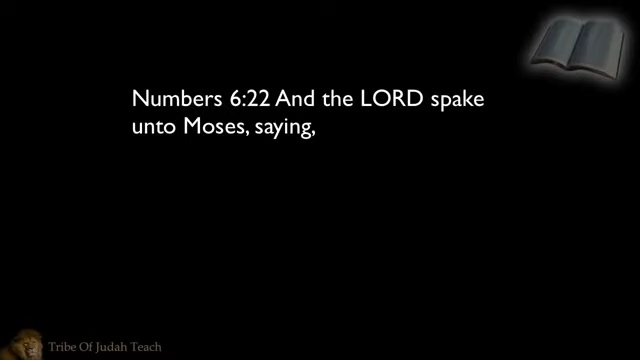 Numbers 6:22 And the LORD spake
unto Moses, saying,
Tribe Of Judah Teach